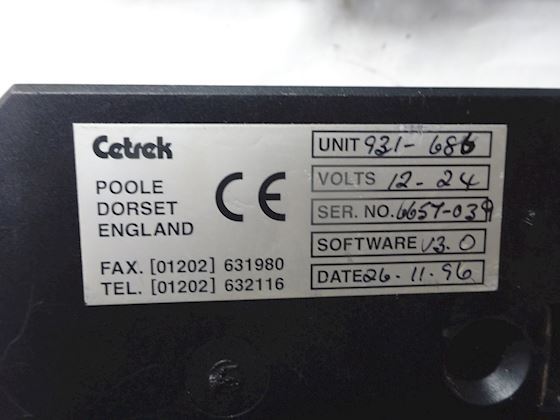 Cetrek
POOLE
DORSET
ENGLAND
FAX. [01202] 631980
TEL. [01202] 632116
CE
UNIT 931-686
VOLTS 12-24
SER. NO. 6657-039
SOFTWARE V3.0
DATE 26.11.96